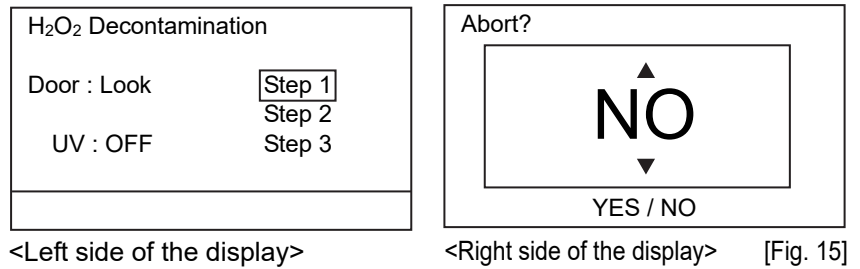 H₂O₂ Decontamination
Door : Look
Step 1
Step 2
UV : OFF
Step 3
<Left side of the display>
Abort?
▲
NO
▼
YES / NO
<Right side of the display>
[Fig. 15]